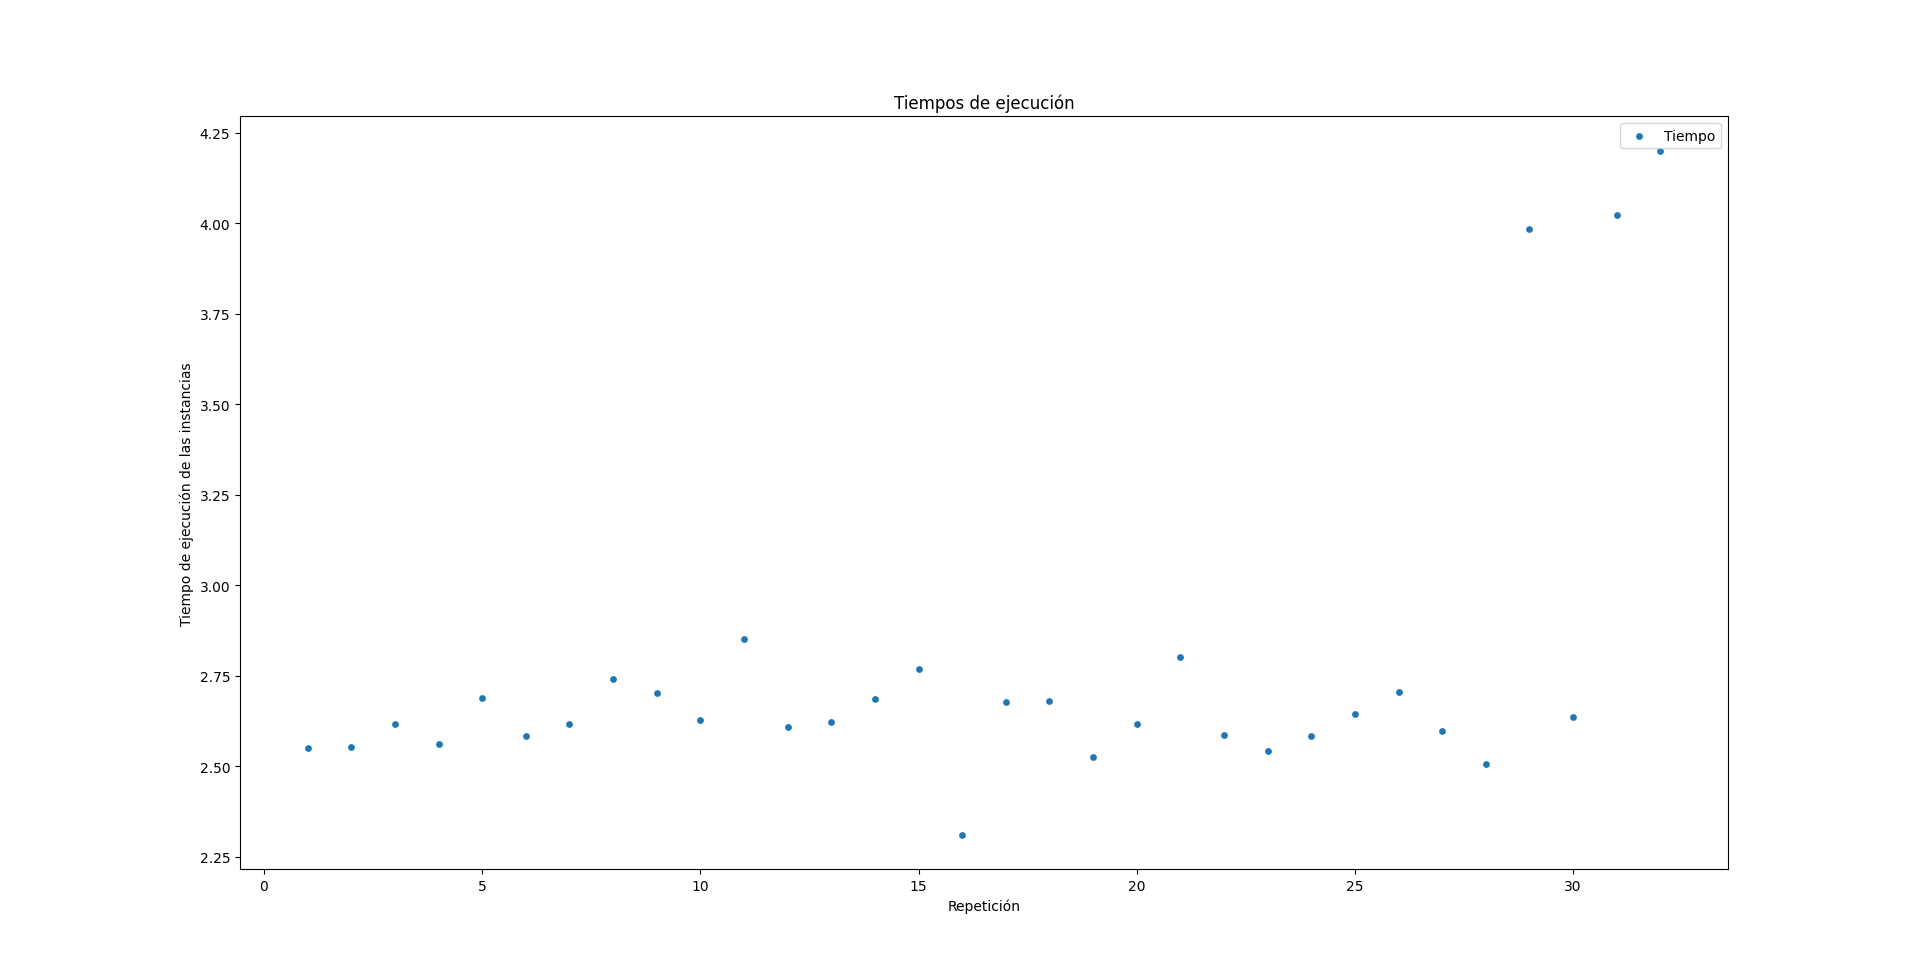 Tiempos de ejecución
Tiempo
Tiempo de ejecución de las instancias
4.25
4.00
3.75
3.50
3.25
3.00
2.75
2.50
2.25
0 5 10 15 20 25 30
Repetición